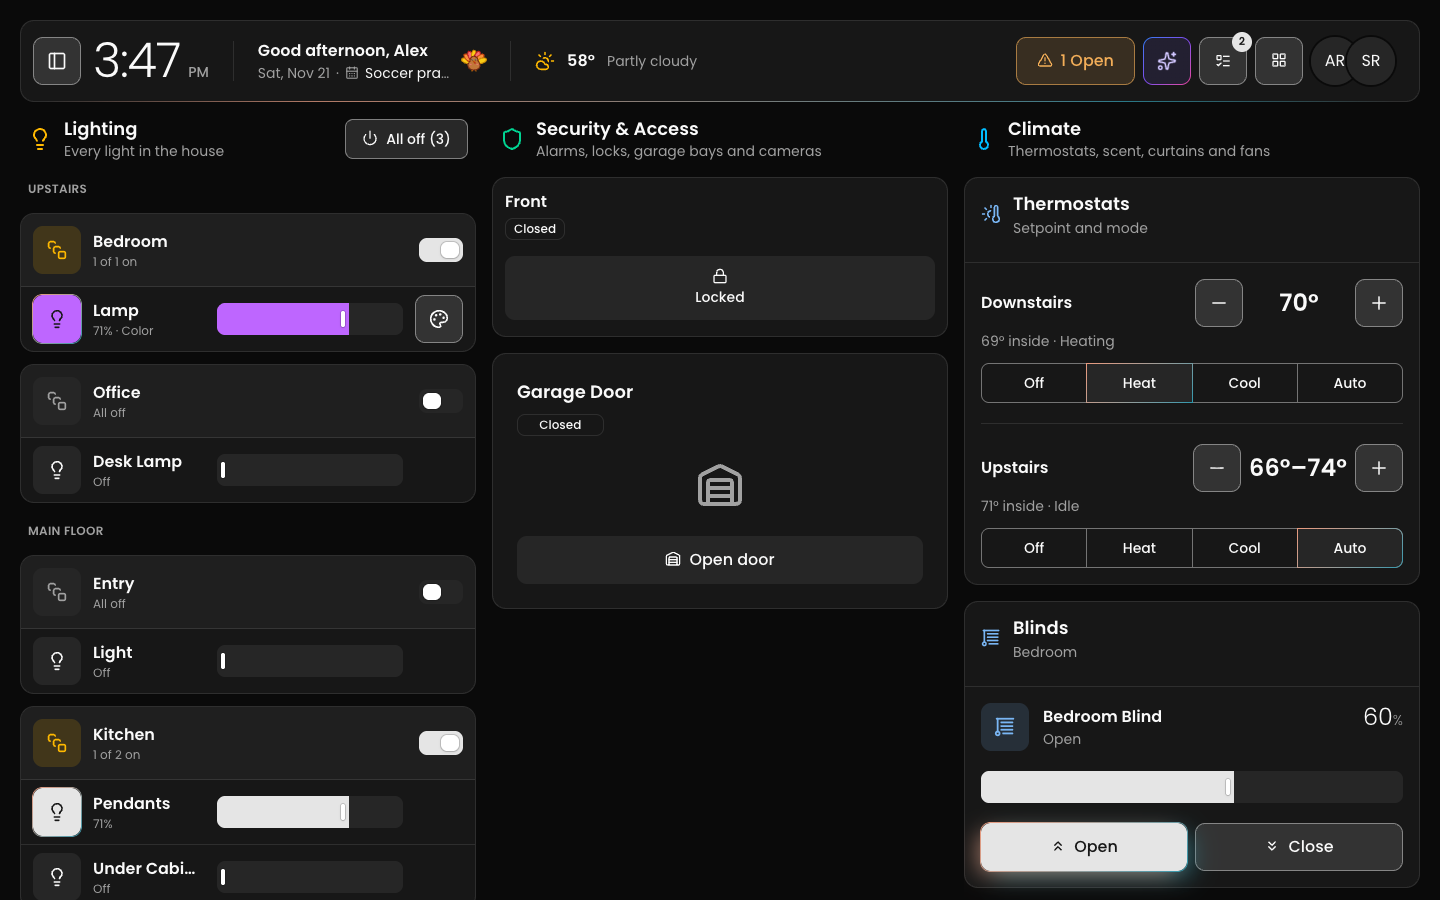 3:47 PM
Good afternoon, Alex
Sat, Nov 21 · Soccer pra...
58° Partly cloudy
1 Open
2
AR
SR
Lighting
Every light in the house
All off (3)
UPSTAIRS
Bedroom
1 of 1 on
Lamp
71% · Color
Office
All off
Desk Lamp
Off
MAIN FLOOR
Entry
All off
Light
Off
Kitchen
1 of 2 on
Pendants
71%
Under Cabi...
Off
Security & Access
Alarms, locks, garage bays and cameras
Front
Closed
Locked
Garage Door
Closed
Open door
Climate
Thermostats, scent, curtains and fans
Thermostats
Setpoint and mode
Downstairs
70°
69° inside · Heating
Off Heat Cool Auto
Upstairs
66°–74°
71° inside · Idle
Off Heat Cool Auto
Blinds
Bedroom
Bedroom Blind
60%
Open
Open
Close